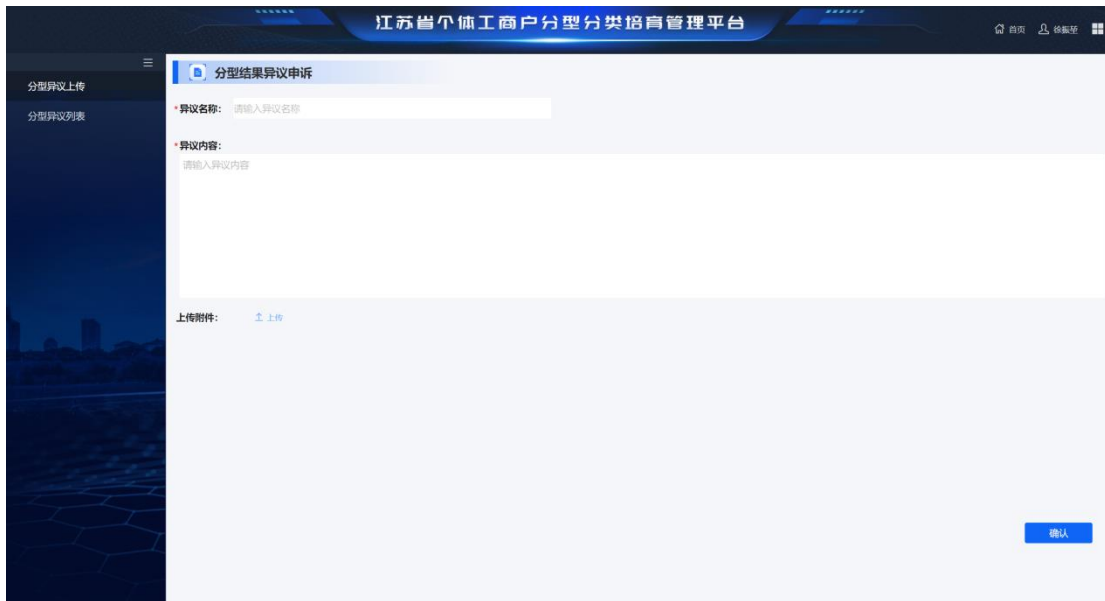 江苏省个体工商户分型分类培育管理平台
首页 徐振荃
分型异议上传
分型异议列表
分型结果异议申诉
*异议名称: 请输入异议名称
*异议内容:
请输入异议内容
上传附件: 上传
确认